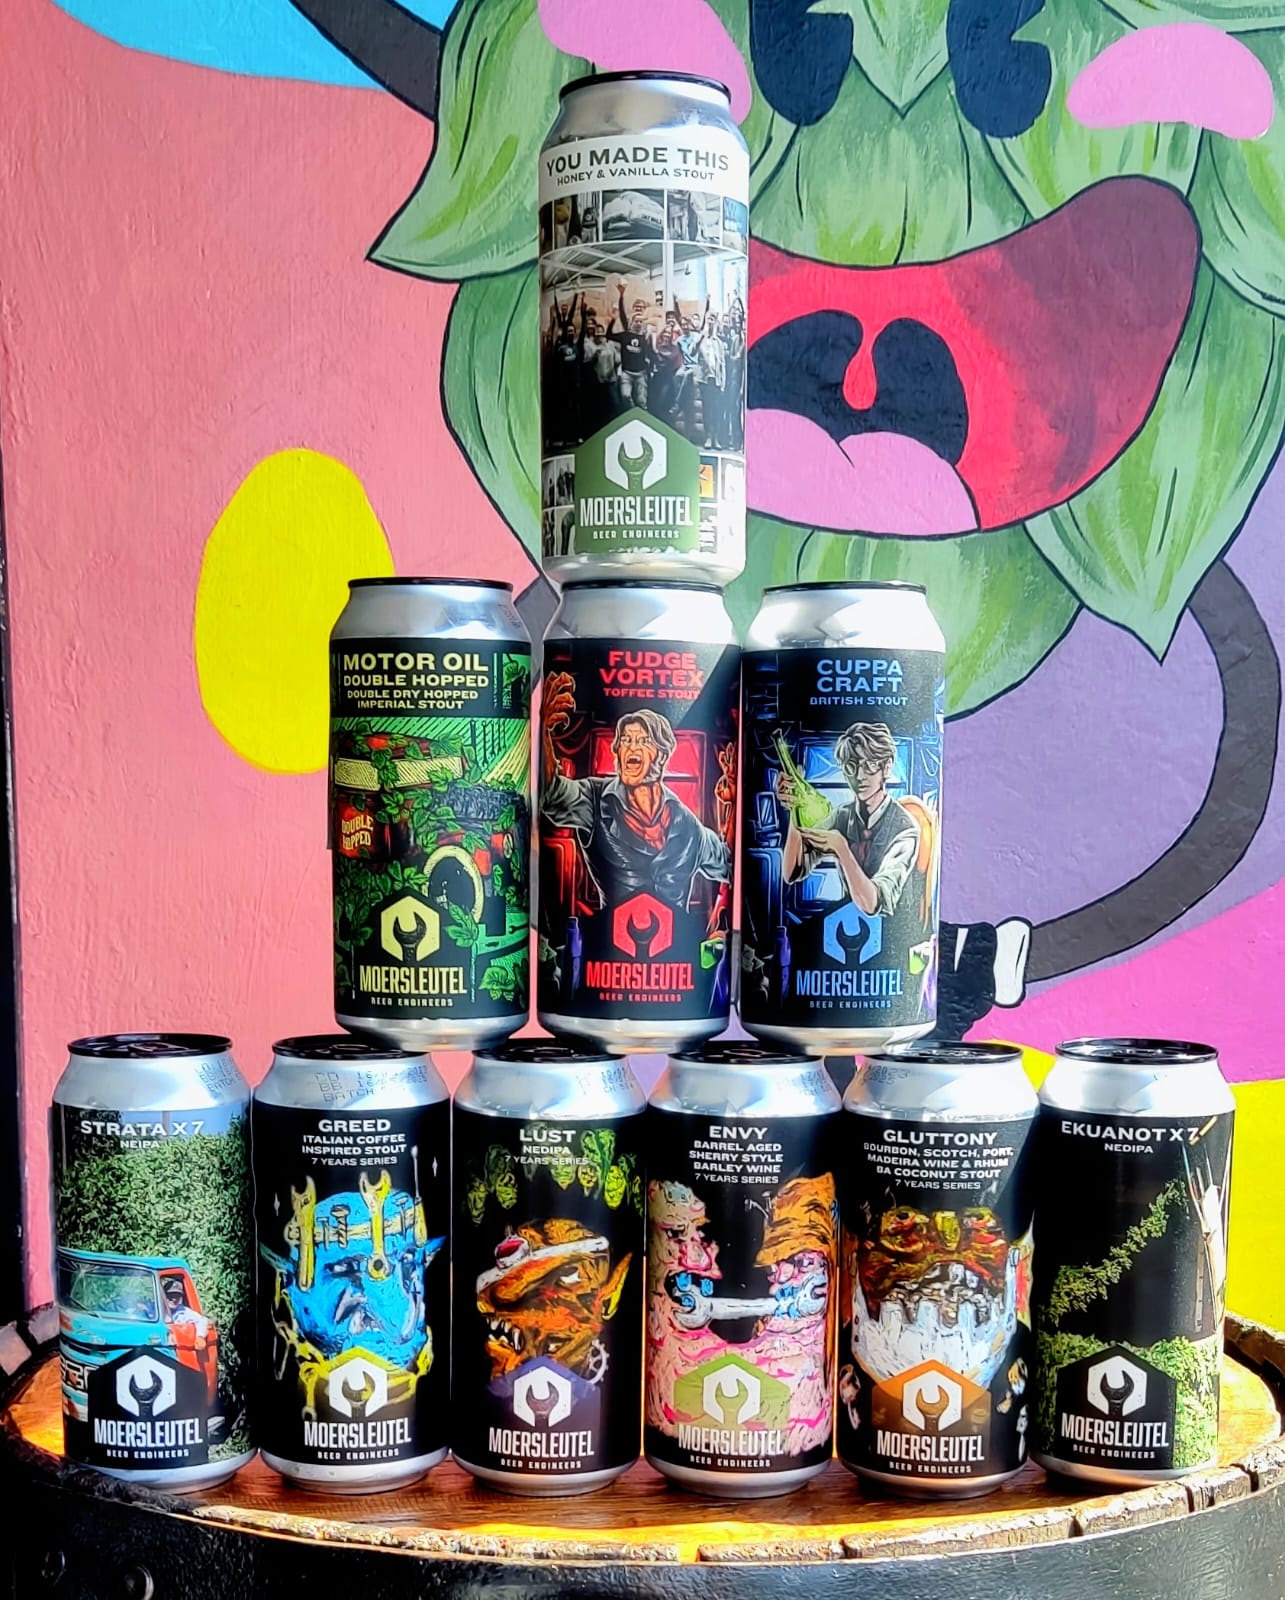 YOU MADE THIS
HONEY & VANILLA STOUT
MOERSLEUTEL
BEER ENGINEERS
MOTOR OIL
DOUBLE HOPPED
DOUBLE DRY HOPPED
IMPERIAL STOUT
DOUBLE
HOPPED
MOERSLEUTEL
BEER ENGINEERS
FUDGE
VORTEX
TOFFEE STOUT
MOERSLEUTEL
BEER ENGINEERS
CUPPA
CRAFT
BRITISH STOUT
MOERSLEUTEL
BEER ENGINEERS
STRATA X 7
NEIPA
MOERSLEUTEL
BEER ENGINEERS
GREED
ITALIAN COFFEE
INSPIRED STOUT
7 YEARS SERIES
MOERSLEUTEL
BEER ENGINEERS
LUST
NEDIPA
7 YEARS SERIES
MOERSLEUTEL
BEER ENGINEERS
ENVY
BARREL AGED
SHERRY STYLE
BARLEY WINE
7 YEARS SERIES
MOERSLEUTEL
BEER ENGINEERS
GLUTTONY
BOURBON, SCOTCH, PORT,
MADEIRA WINE & RHUM
BA COCONUT STOUT
7 YEARS SERIES
MOERSLEUTEL
BEER ENGINEERS
EKUANOT X 7
NEDIPA
MOERSLEUTEL
BEER ENGINEERS